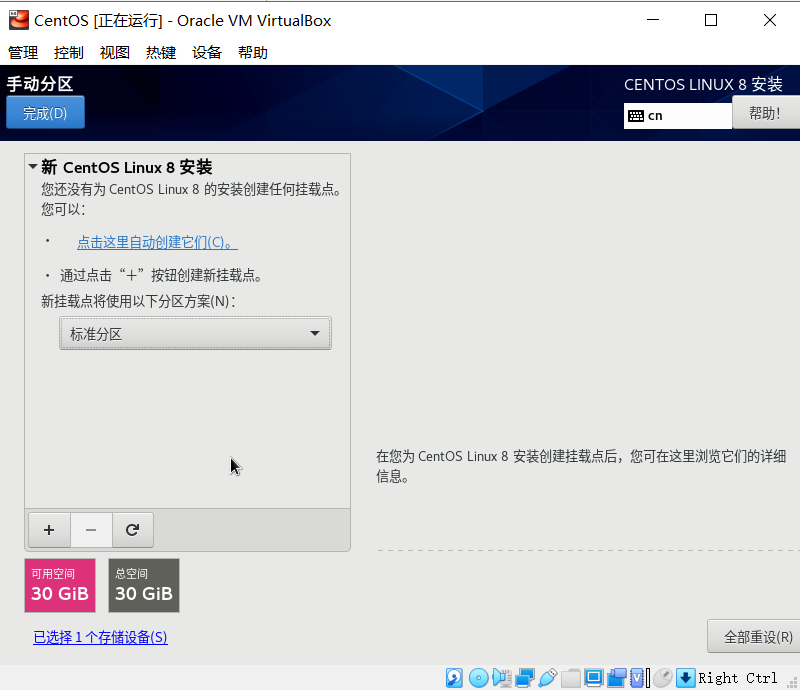 CentOS [正在运行] - Oracle VM VirtualBox
管理 控制 视图 热键 设备 帮助
手动分区
CENTOS LINUX 8 安装
完成(D)
cn
帮助！
新 CentOS Linux 8 安装
您还没有为 CentOS Linux 8 的安装创建任何挂载点。
您可以：
· 点击这里自动创建它们(C)。
· 通过点击“＋”按钮创建新挂载点。
新挂载点将使用以下分区方案(N)：
标准分区
在您为 CentOS Linux 8 安装创建挂载点后，您可在这里浏览它们的详细
信息。
可用空间
30 GiB
总空间
30 GiB
已选择 1 个存储设备(S)
全部重设(R)
Right Ctrl